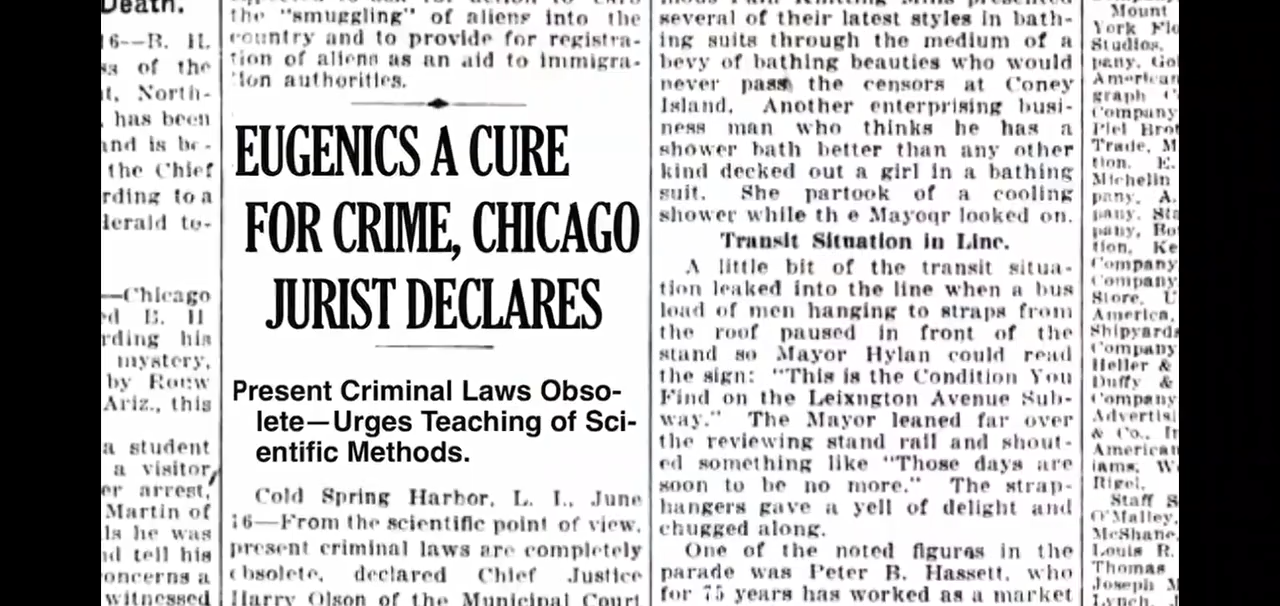 Death.
16—B. H.
ss of the
t, North-
has been
and is be-
the Chief
rding to a
Herald to-
—Chicago
d B. H
rding his
mystery,
by Rouw
Ariz., this
a student
a visitor,
er arrest,
Martin of
ls he was
nd tell his
oncerns a
witnessed
the "smuggling" of aliens into the
country and to provide for registra-
tion of aliens as an aid to immigra-
tion authorities.
EUGENICS A CURE
FOR CRIME, CHICAGO
JURIST DECLARES
Present Criminal Laws Obso-
lete—Urges Teaching of Sci-
entific Methods.
Cold Spring Harbor, L. I., June
16—From the scientific point of view,
present criminal laws are completely
obsolete, declared Chief Justice
Harry Olson of the Municipal Court
several of their latest styles in bath-
ing suits through the medium of a
bevy of bathing beauties who would
never pass the censors at Coney
Island. Another enterprising busi-
ness man who thinks he has a
shower bath better than any other
kind decked out a girl in a bathing
suit. She partook of a cooling
shower while th e Mayoqr looked on.
Transit Situation in Line.
A little bit of the transit situa-
tion leaked into the line when a bus
load of men hanging to straps from
the roof paused in front of the
stand so Mayor Hylan could read
the sign: "This is the Condition You
Find on the Leixngton Avenue Sub-
way." The Mayor leaned far over
the reviewing stand rail and shout-
ed something like "Those days are
soon to be no more." The strap-
hangers gave a yell of delight and
chugged along.
One of the noted figures in the
parade was Peter B. Hassett, who
for 75 years has worked as a market
Mount
York Flo
Studios,
pany, Gol
American
graph C
Company
Piel Brot
Trade, M
tion, E.
Michelin
pany, A.
pany, Sta
pany, Bo
tion, Ke
Company
Company
Store, U
America,
Shipyards
Company
Heller &
Duffy &
Advertisi
& Co., In
American
iams, W
Rigel,
Staff S
O'Malley,
McShane,
Louis R.
Thomas
Joseph M
Lynch, J